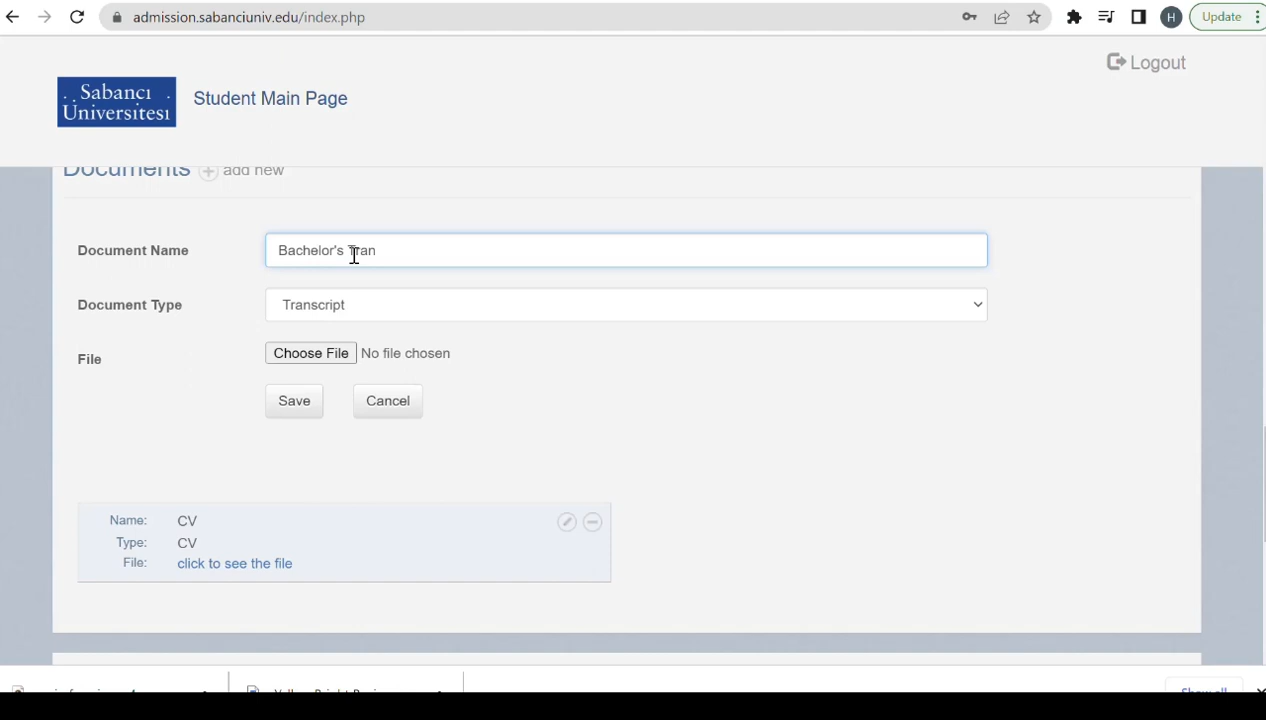 admission.sabanciuniv.edu/index.php
H
Update
Logout
Sabancı
Üniversitesi
Student Main Page
Documents
add new
Document Name
Bachelor's Tran
Document Type
Transcript
File
Choose File
No file chosen
Save
Cancel
Name: CV
Type: CV
File: click to see the file
Show all